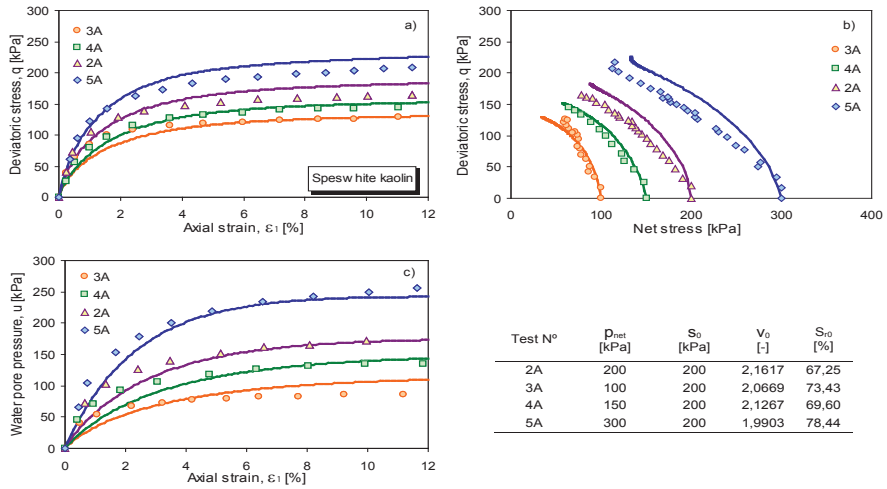 a)
Deviatoric stress, q [kPa]
300
250
200
150
100
50
0
3A
4A
2A
5A
Spesw hite kaolin
0 2 4 6 8 10 12
Axial strain, ε1 [%]
b)
Deviatoric stress, q [kPa]
300
250
200
150
100
50
0
3A
4A
2A
5A
0 100 200 300 400
Net stress [kPa]
c)
Water pore pressure, u [kPa]
300
250
200
150
100
50
0
3A
4A
2A
5A
0 2 4 6 8 10 12
Axial strain, ε1 [%]
Test Nº pnet [kPa] s0 [kPa] v0 [-] Sr0 [%]
2A 200 200 2,1617 67,25
3A 100 200 2,0669 73,43
4A 150 200 2,1267 69,60
5A 300 200 1,9903 78,44